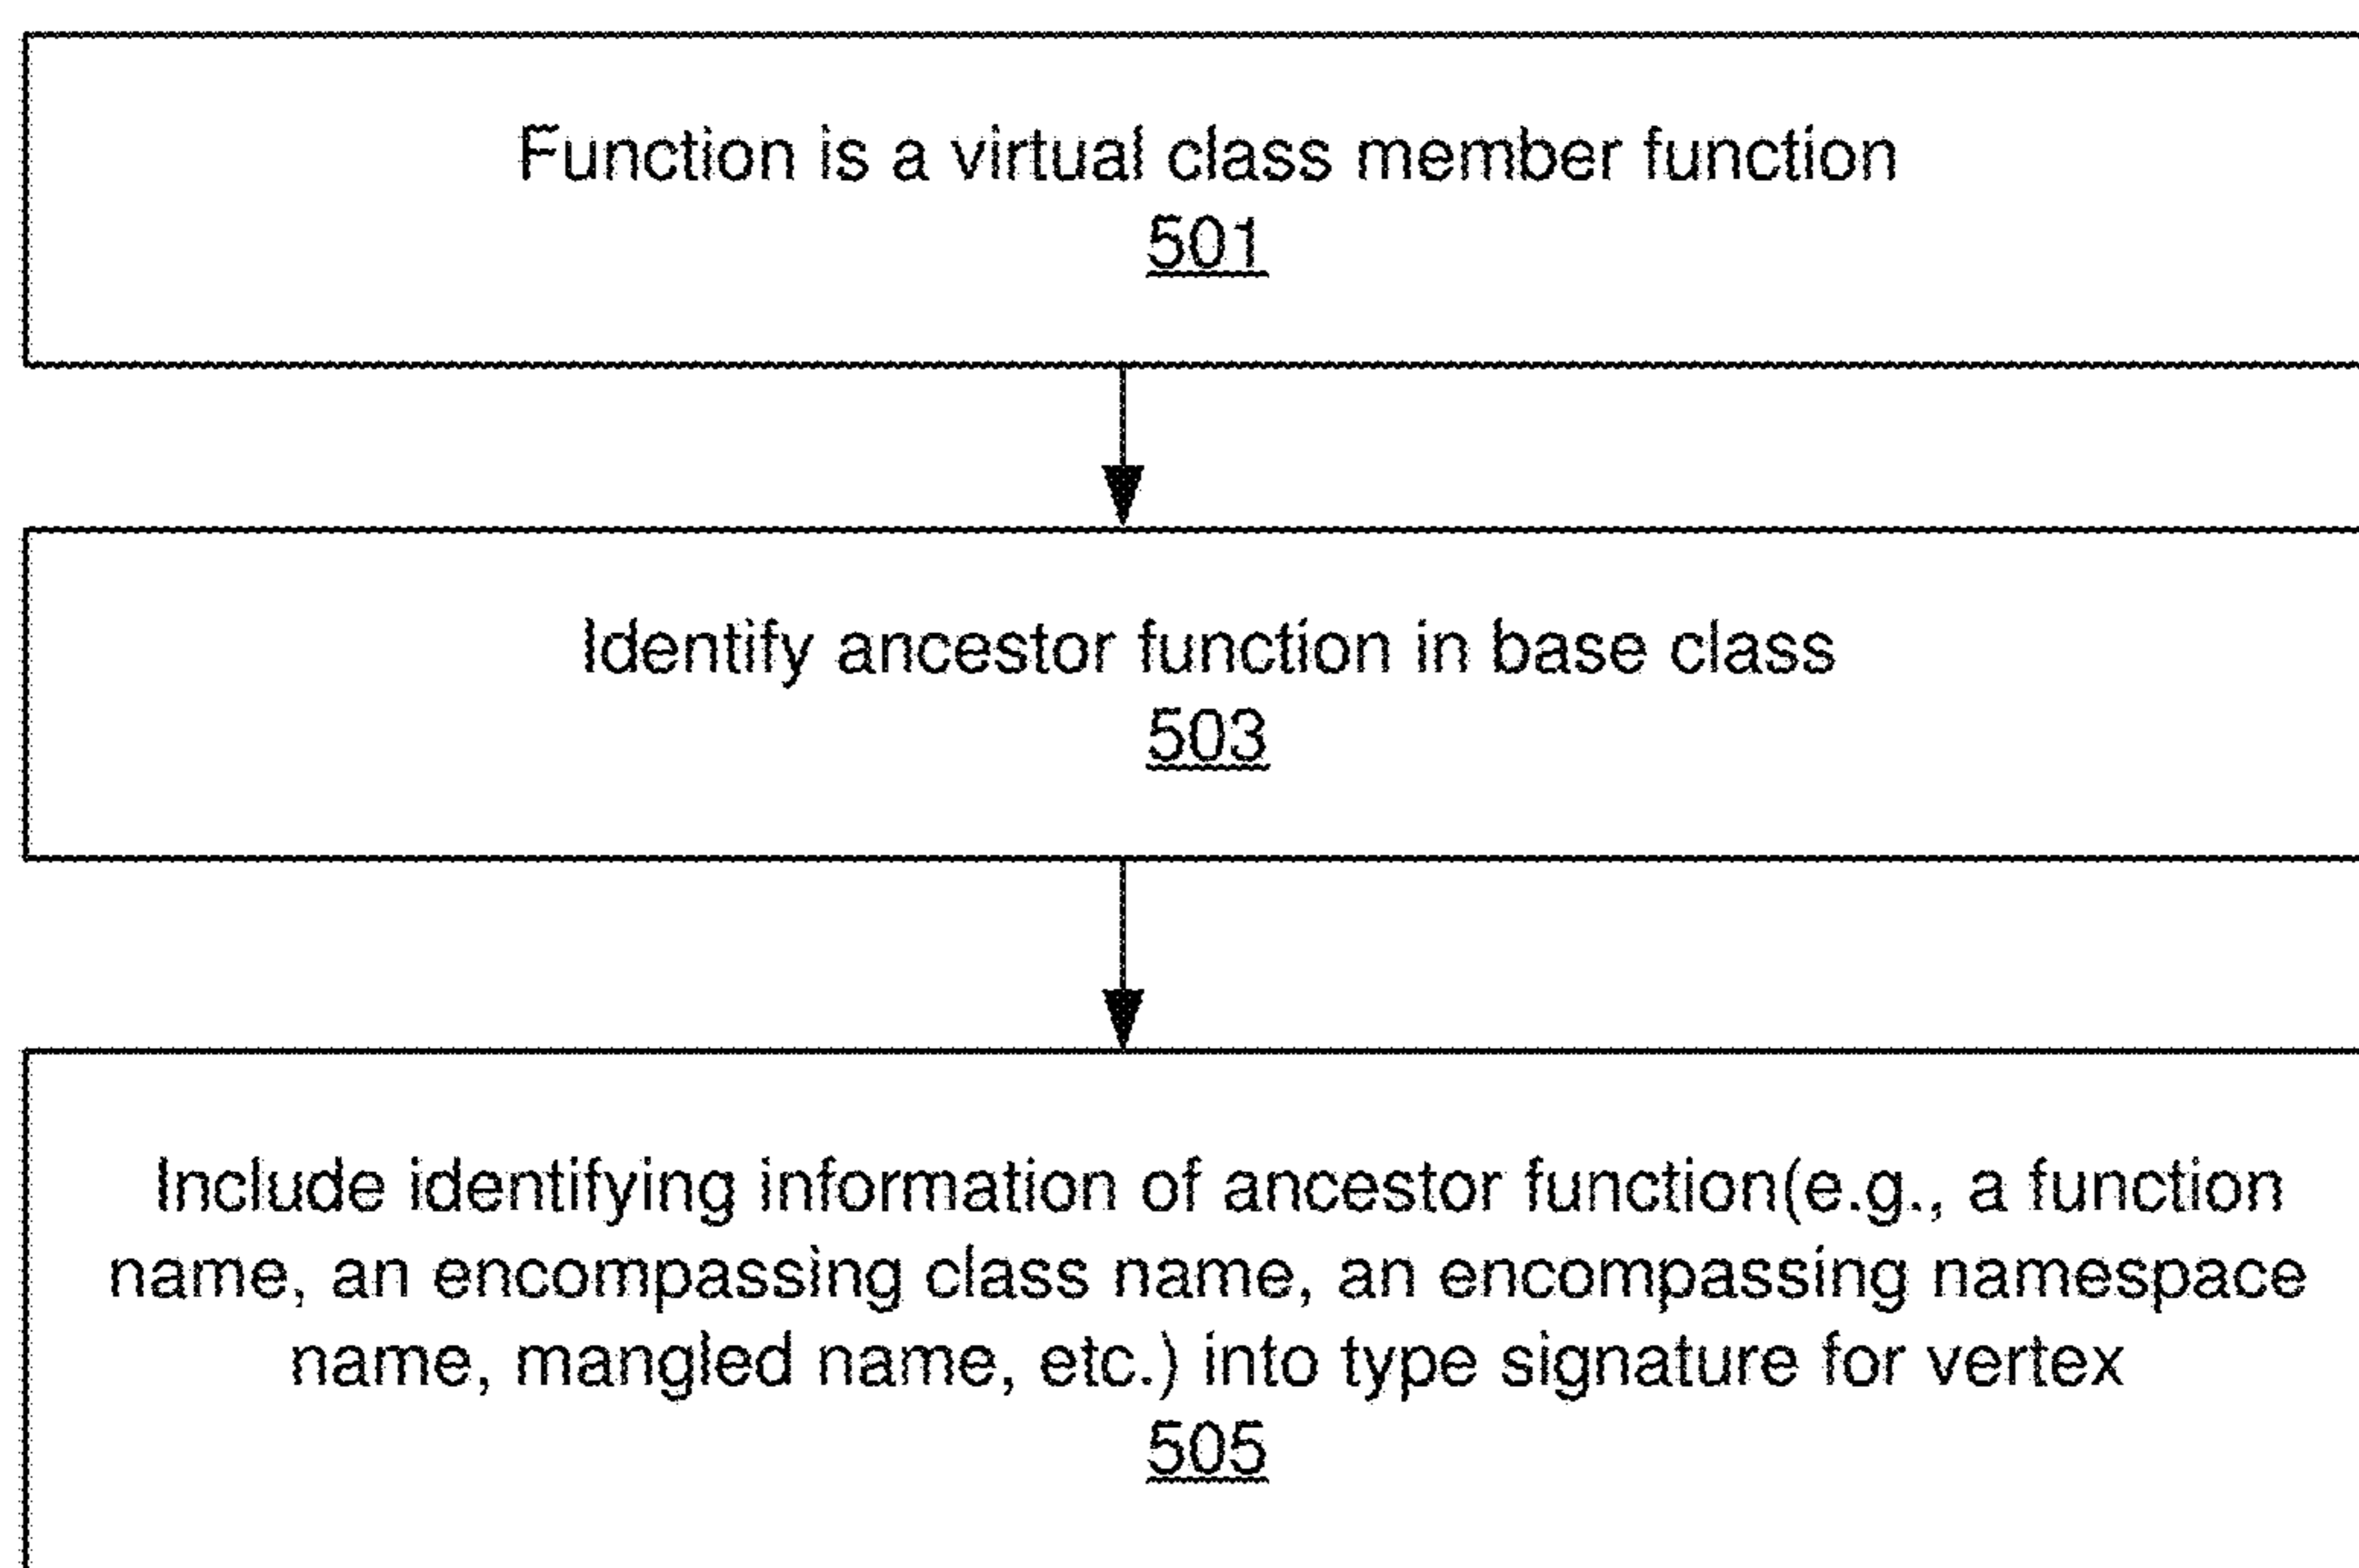 Function is a virtual class member function
501
Identify ancestor function in base class
503
Include identifying information of ancestor function(e.g., a function
name, an encompassing class name, an encompassing namespace
name, mangled name, etc.) into type signature for vertex
505